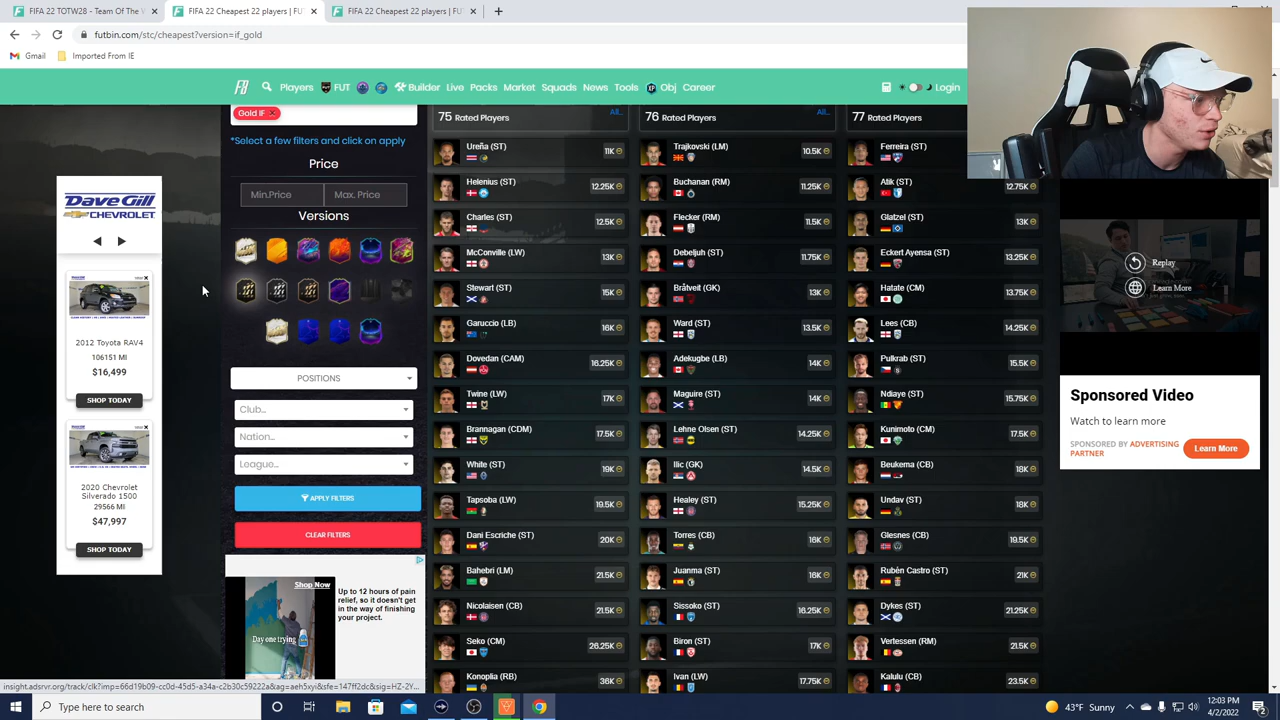 FIFA 22 TOTW28 - Team Of The V
FIFA 22 Cheapest 22 players | FUT
FIFA 22 Cheapest 22 players | FUT
futbin.com/stc/cheapest?version=if_gold
Gmail
Imported From IE
Players
FUT
Builder
Live
Packs
Market
Squads
News
Tools
Obj
Career
Login
Gold IF
*Select a few filters and click on apply
Price
Min.Price
Max. Price
Versions
POSITIONS
Club...
Nation...
League...
APPLY FILTERS
CLEAR FILTERS
Dave Gill
CHEVROLET
2012 Toyota RAV4
106151 MI
$16,499
SHOP TODAY
2020 Chevrolet
Silverado 1500
29566 MI
$47,997
SHOP TODAY
Shop Now
Up to 12 hours of pain
relief, so it doesn't get
in the way of finishing
your project.
Day one trying
75 Rated Players All...
Ureña (ST) 11K
Helenius (ST) 12.25K
Charles (ST) 12.5K
McConville (LW) 13K
Stewart (ST) 15K
Garuccio (LB) 16K
Dovedan (CAM) 16.25K
Twine (LW) 17K
Brannagan (CDM) 17.5K
White (ST) 19K
Tapsoba (LW) 19.5K
Dani Escriche (ST) 20K
Bahebri (LM) 21.5K
Nicolaisen (CB) 21.5K
Seko (CM) 26.25K
Konoplia (RB) 36K
76 Rated Players All...
Trajkovski (LM) 10.5K
Buchanan (RM) 11.25K
Flecker (RM) 11.5K
Debeljuh (ST) 11.75K
Bråtveit (GK) 13K
Ward (ST) 13.5K
Adekugbe (LB) 14K
Maguire (ST) 14K
Lehne Olsen (ST) 14.25K
Ilic (GK) 14.5K
Healey (ST) 15.25K
Torres (CB) 16K
Juanma (ST) 16K
Sissoko (ST) 16.25K
Biron (ST) 17K
Ivan (LW) 17.75K
77 Rated Players
Ferreira (ST)
Atik (ST) 12.75K
Glatzel (ST) 13K
Eckert Ayensa (ST) 13.25K
Hatate (CM) 13.75K
Lees (CB) 14.25K
Pulkrab (ST) 15.5K
Ndiaye (ST) 15.75K
Kunimoto (CM) 17.5K
Beukema (CB) 18K
Undav (ST) 18K
Glesnes (CB) 19.5K
Rubén Castro (ST) 21K
Dykes (ST) 21.25K
Vertessen (RM) 21.5K
Kalulu (CB) 23.5K
Replay
Learn More
Sponsored Video
Watch to learn more
SPONSORED BY ADVERTISING
PARTNER
Learn More
Type here to search
43°F Sunny
12:03 PM
4/2/2022